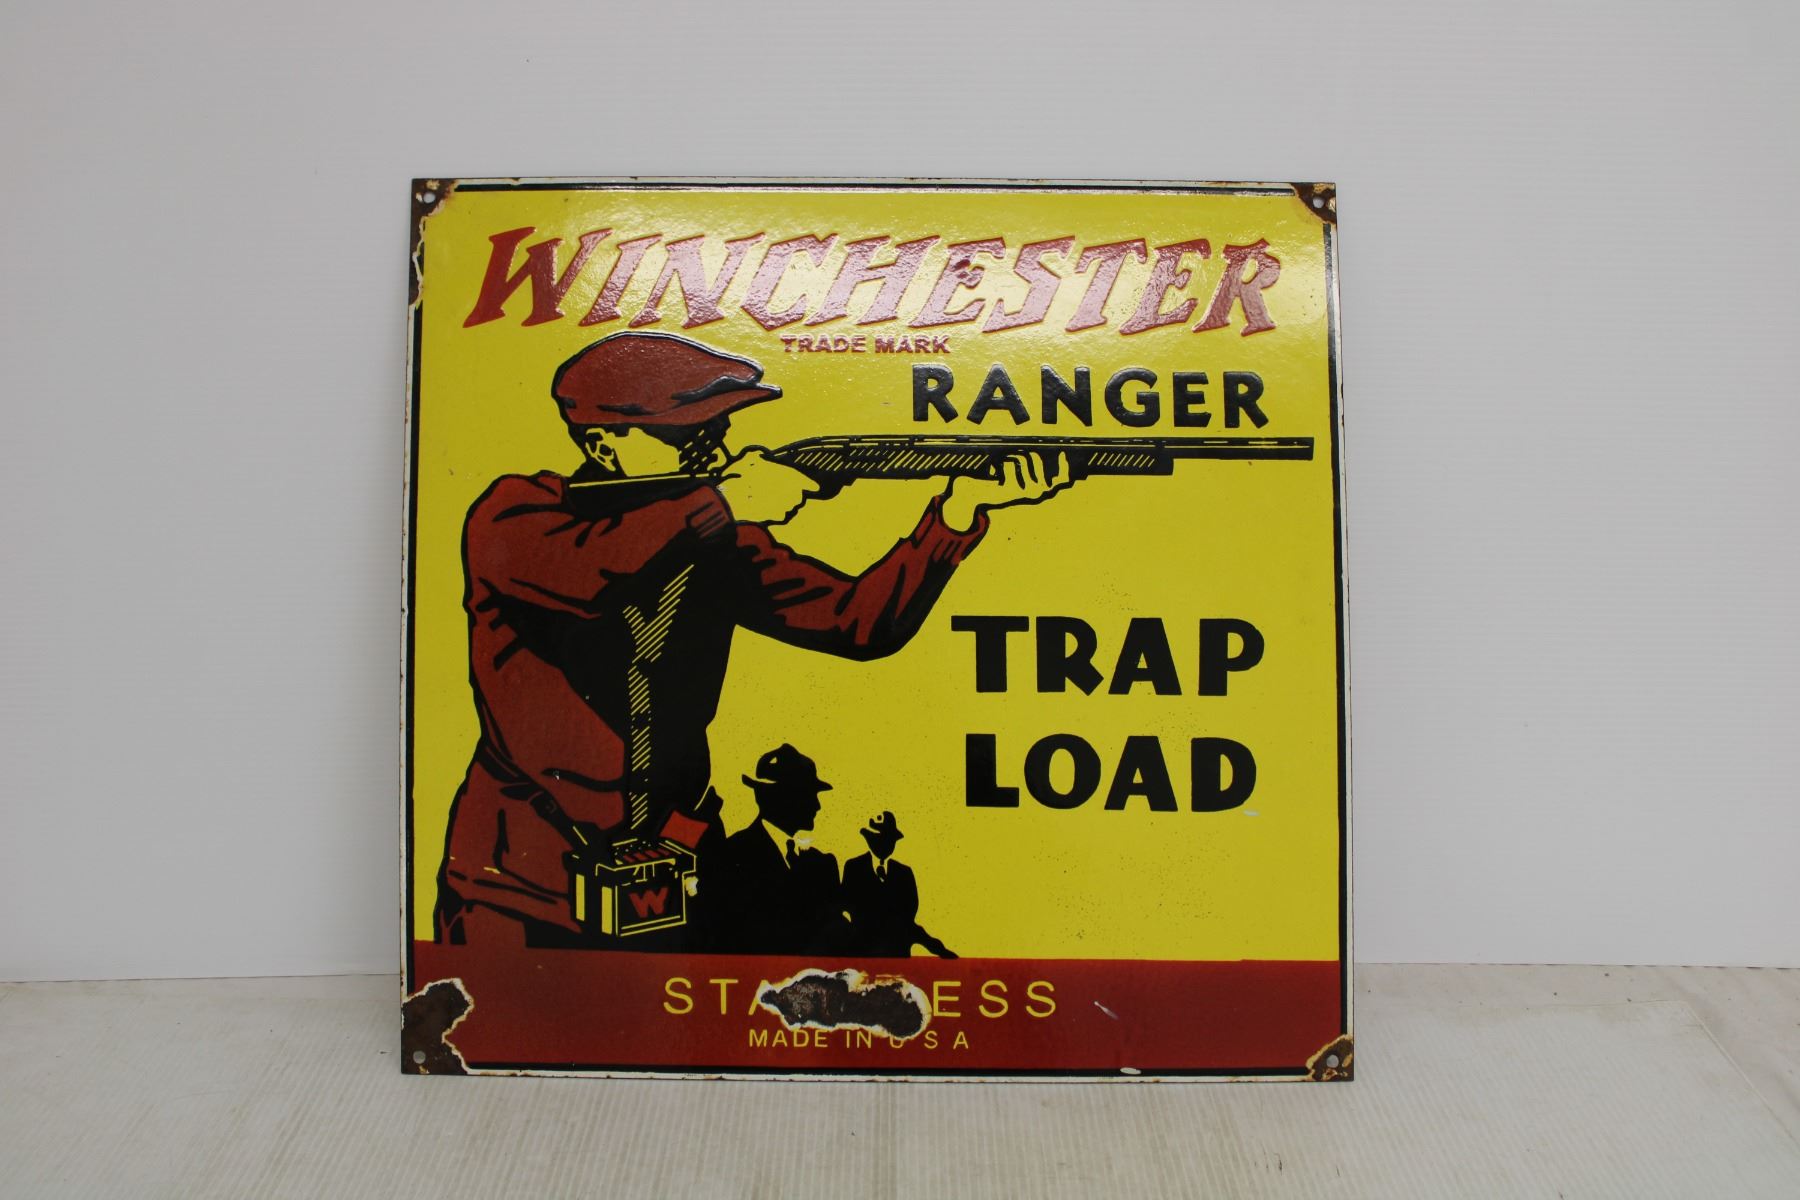 WINCHESTER
TRADE MARK
RANGER
TRAP
LOAD
W
MADE IN U S A